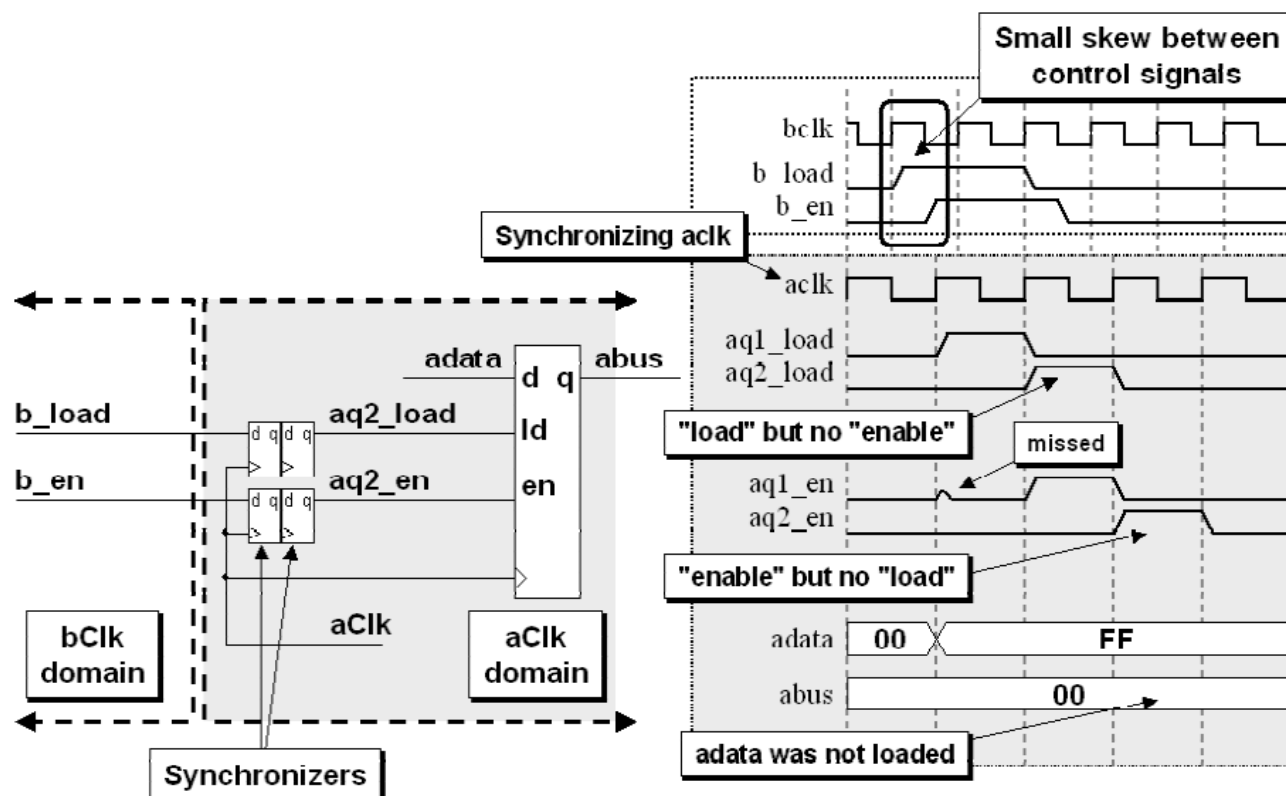 Small skew between
control signals
bclk
b_load
b_en
Synchronizing aclk
aclk
aq1_load
aq2_load
"load" but no "enable"
missed
aq1_en
aq2_en
"enable" but no "load"
adata
00
FF
abus
00
adata was not loaded
adata
abus
d q
b_load
d q
d q
aq2_load
ld
b_en
d q
d q
aq2_en
en
aClk
bClk
domain
aClk
domain
Synchronizers